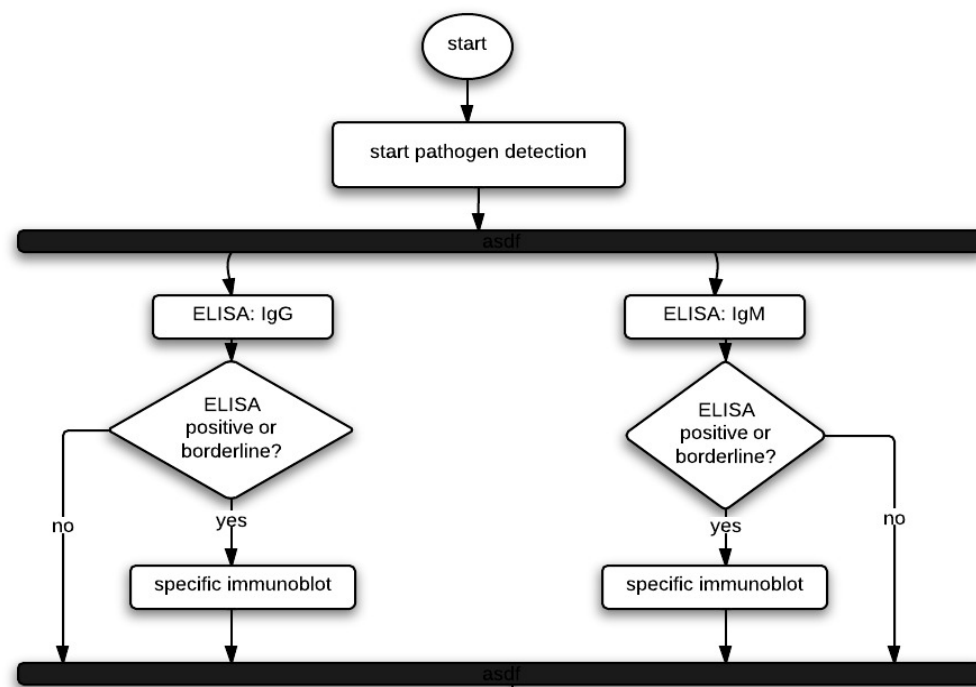 start
start pathogen detection
asdf
ELISA: IgG
ELISA: IgM
ELISA
positive or
borderline?
ELISA
positive or
borderline?
no
yes
yes
no
specific immunoblot
specific immunoblot
asdf